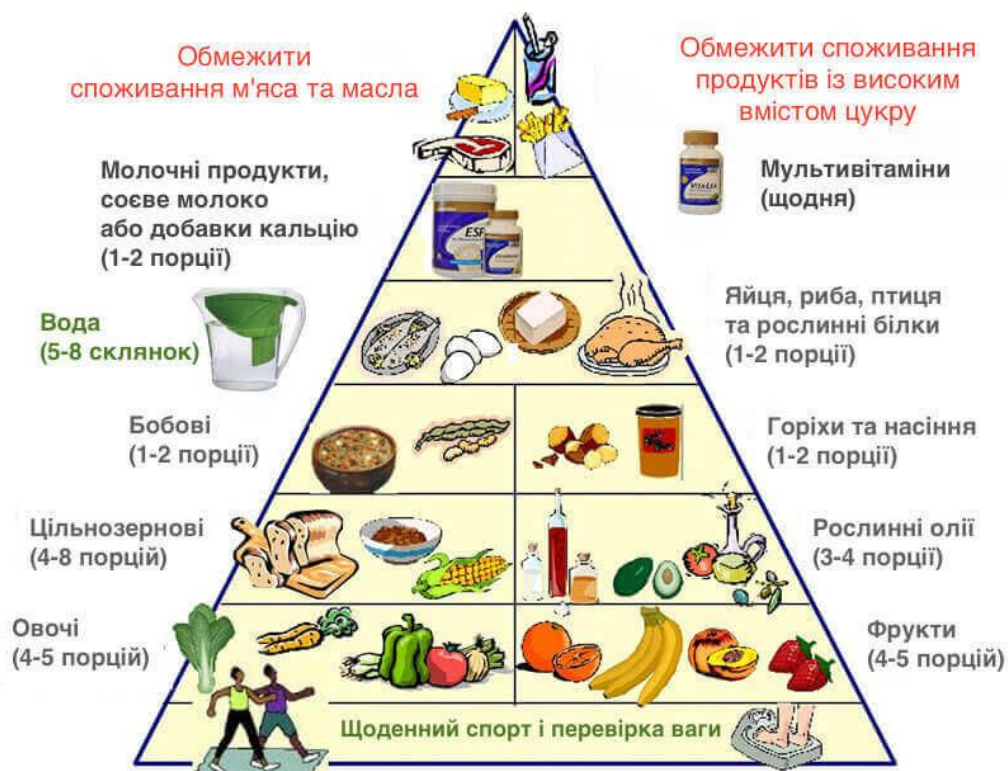 Обмежити
споживання м'яса та масла
Обмежити споживання
продуктів із високим
вмістом цукру
Молочні продукти,
соєве молоко
або добавки кальцію
(1-2 порції)
Мультивітаміни
(щодня)
Вода
(5-8 склянок)
Яйця, риба, птиця
та рослинні білки
(1-2 порції)
Бобові
(1-2 порції)
Горіхи та насіння
(1-2 порції)
Цільнозернові
(4-8 порцій)
Рослинні олії
(3-4 порції)
Овочі
(4-5 порцій)
Фрукти
(4-5 порцій)
Щоденний спорт і перевірка ваги